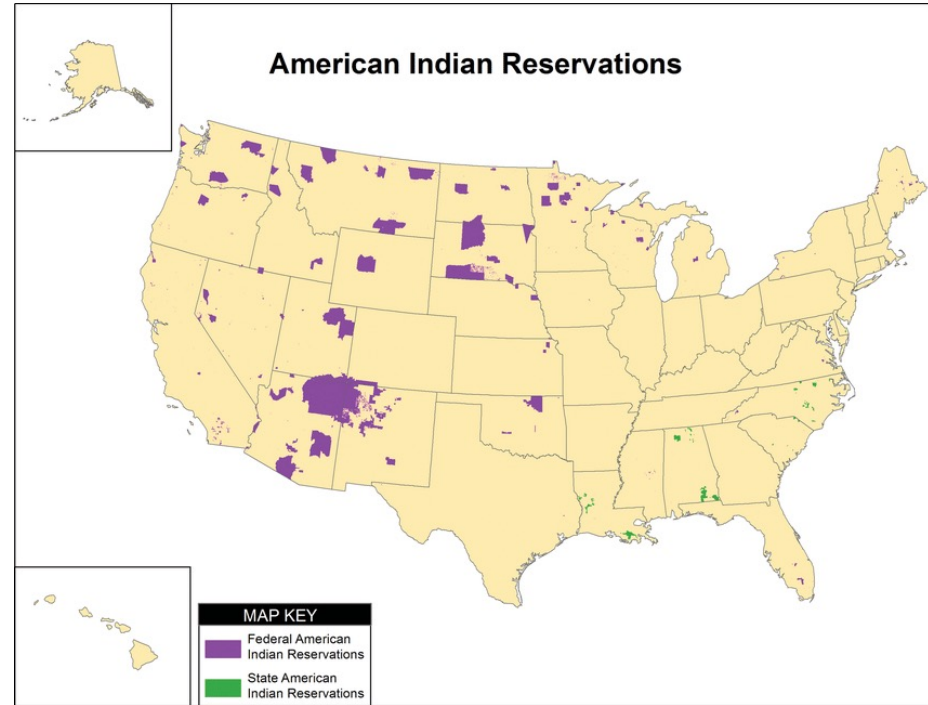 American Indian Reservations
MAP KEY
Federal American
Indian Reservations
State American
Indian Reservations